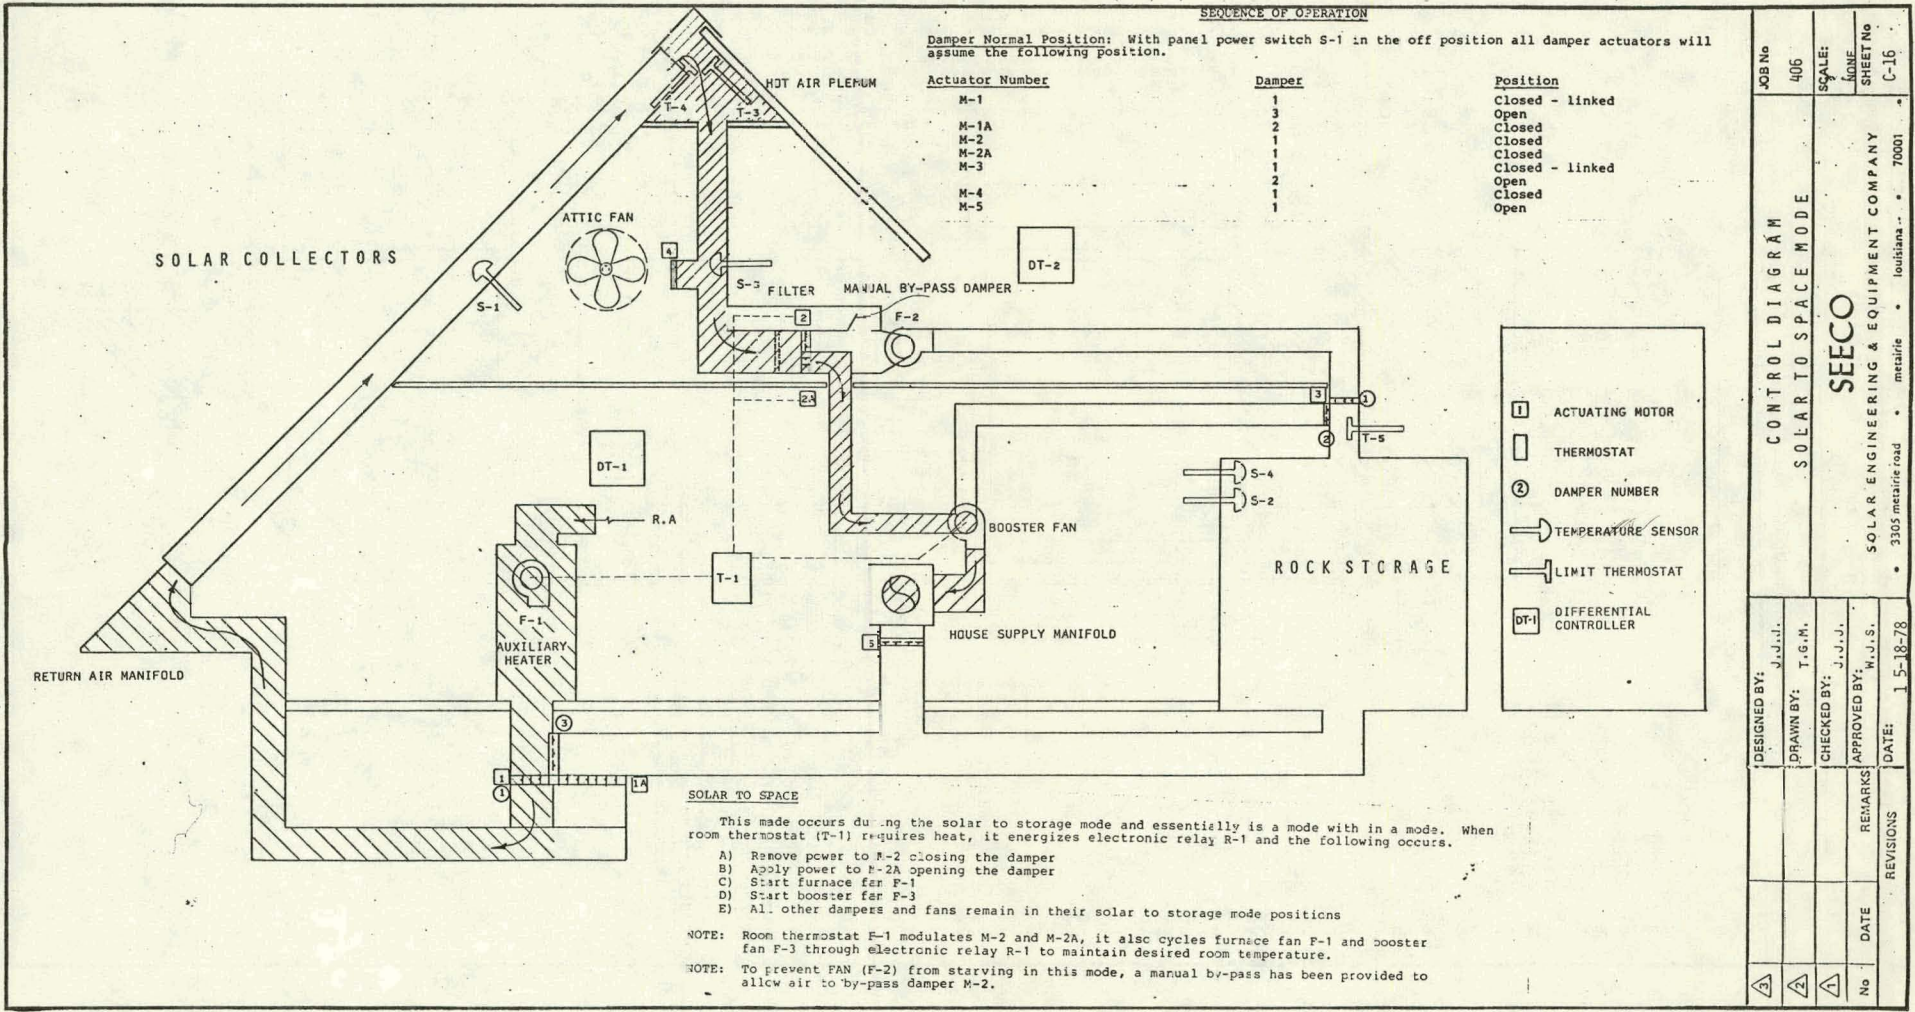 SEQUENCE OF OPERATION
Damper Normal Position: With panel power switch S-1 in the off position all damper actuators will
assume the following position.
Actuator Number Damper Position
M-1 1 Closed - linked
3 Open
M-1A 2 Closed
M-2 1 Closed
M-2A 1 Closed
M-3 1 Closed - linked
2 Open
M-4 1 Closed
M-5 1 Open
HOT AIR PLENUM
T-4
T-3
ATTIC FAN
SOLAR COLLECTORS
S-1
4
S-3
FILTER
MANUAL BY-PASS DAMPER
DT-2
2
F-2
2A
3
1
2
T-5
DT-1
S-4
S-2
R.A
BOOSTER FAN
T-1
ROCK STORAGE
F-1
AUXILIARY
HEATER
5
HOUSE SUPPLY MANIFOLD
RETURN AIR MANIFOLD
3
1
1
1A
1 ACTUATING MOTOR
THERMOSTAT
2 DAMPER NUMBER
TEMPERATURE SENSOR
LIMIT THERMOSTAT
DT-1 DIFFERENTIAL
CONTROLLER
SOLAR TO SPACE
This made occurs during the solar to storage mode and essentially is a mode with in a mode. When
room thermostat (T-1) requires heat, it energizes electronic relay R-1 and the following occurs.
A) Remove power to M-2 closing the damper
B) Apply power to M-2A opening the damper
C) Start furnace fan F-1
D) Start booster fan F-3
E) All other dampers and fans remain in their solar to storage mode positions
NOTE: Room thermostat F-1 modulates M-2 and M-2A, it also cycles furnace fan F-1 and booster
fan F-3 through electronic relay R-1 to maintain desired room temperature.
NOTE: To prevent FAN (F-2) from starving in this mode, a manual by-pass has been provided to
allow air to by-pass damper M-2.
JOB No
406
SCALE:
NONE
SHEET No
C-16
CONTROL DIAGRAM
SOLAR TO SPACE MODE
SEECO
SOLAR ENGINEERING & EQUIPMENT COMPANY
• 3305 metairie road • metairie • louisiana • 70001 •
DESIGNED BY: J.J.J.
DRAWN BY: T.G.M.
CHECKED BY: J.J.J.
APPROVED BY: W.J.S.
DATE: 15-18-78
3
2
1
No DATE REMARKS
REVISIONS